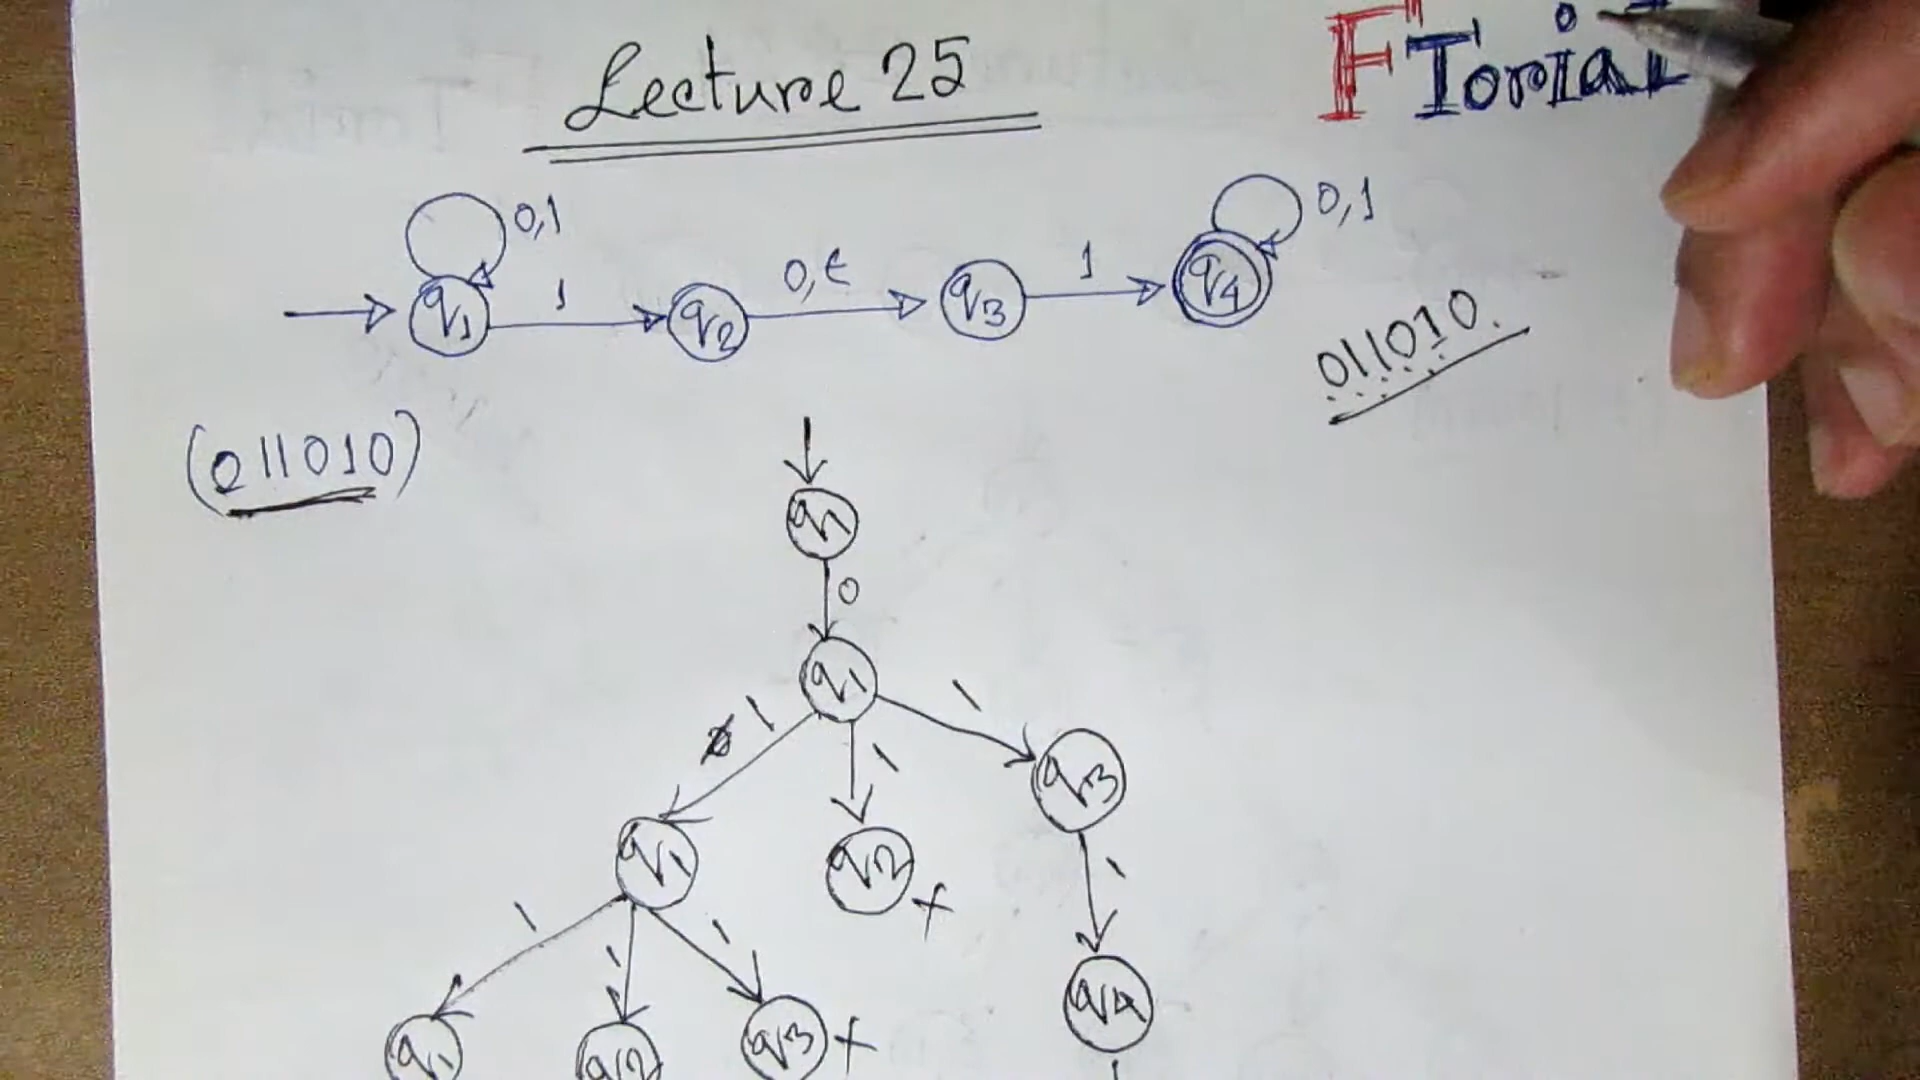 Lecture 25
FTorial
0,1
0,1
1
0,ϵ
1
q1
q2
q3
q4
011010.
(011010)
q1
0
q1
1
1
1
q3
q1
q2
x
1
1
1
1
q4
q1
q2
q3
x